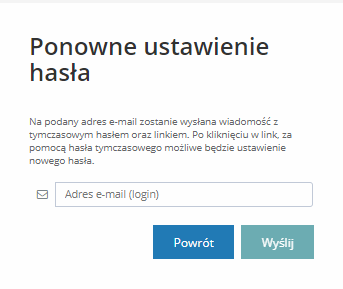 Ponowne ustawienie
hasła
Na podany adres e-mail zostanie wysłana wiadomość z
tymczasowym hasłem oraz linkiem. Po kliknięciu w link, za
pomocą hasła tymczasowego możliwe będzie ustawienie
nowego hasła.
Adres e-mail (login)
Powrót Wyślij